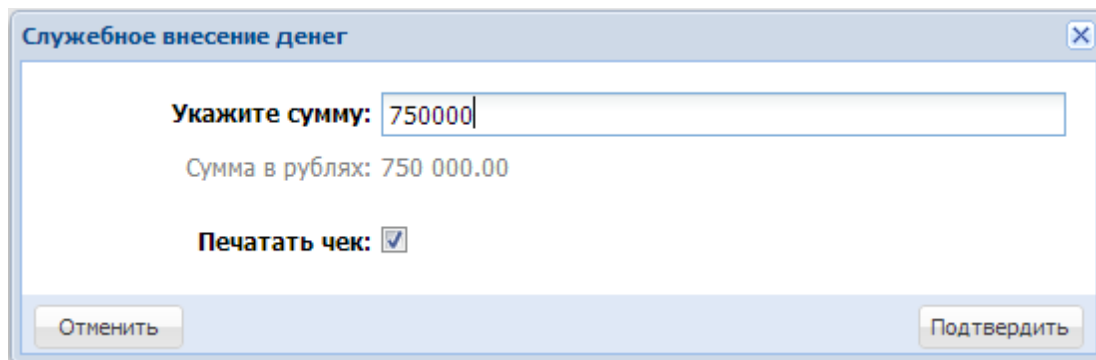 Служебное внесение денег
Укажите сумму: 750000
Сумма в рублях: 750 000.00
Печатать чек:
Отменить Подтвердить